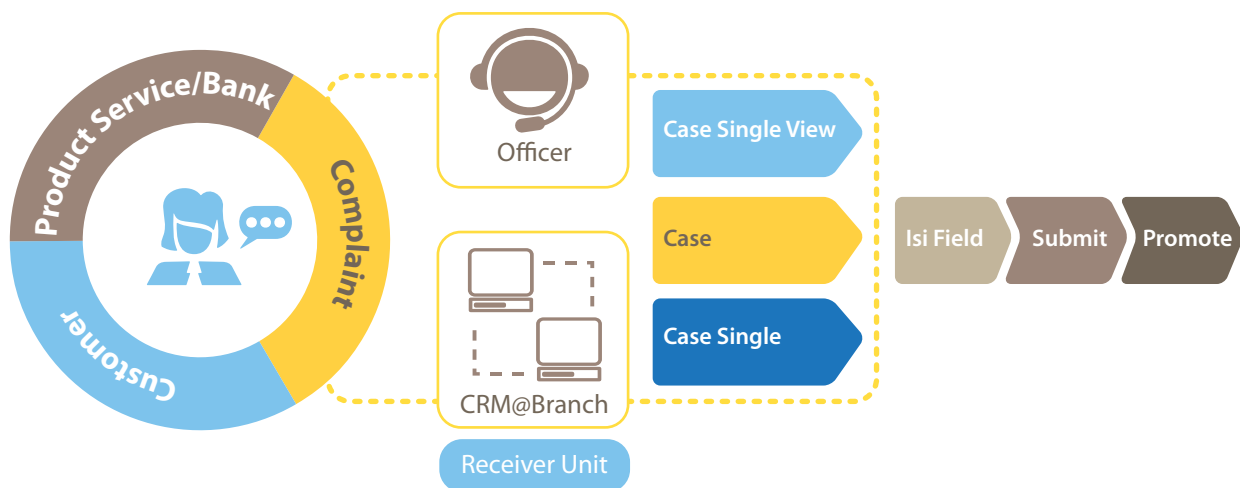 Product Service/Bank
Complaint
Customer
Officer
CRM@Branch
Receiver Unit
Case Single View
Case
Case Single
Isi Field
Submit
Promote